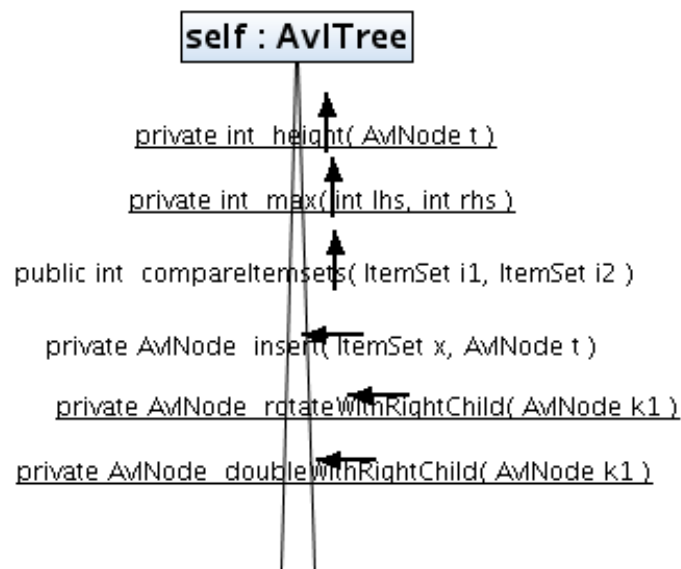 self : AvlTree
private int height( AvlNode t )
private int max( int lhs, int rhs )
public int compareItemsets( ItemSet i1, ItemSet i2 )
private AvlNode insert( ItemSet x, AvlNode t )
private AvlNode rotateWithRightChild( AvlNode k1 )
private AvlNode doubleWithRightChild( AvlNode k1 )